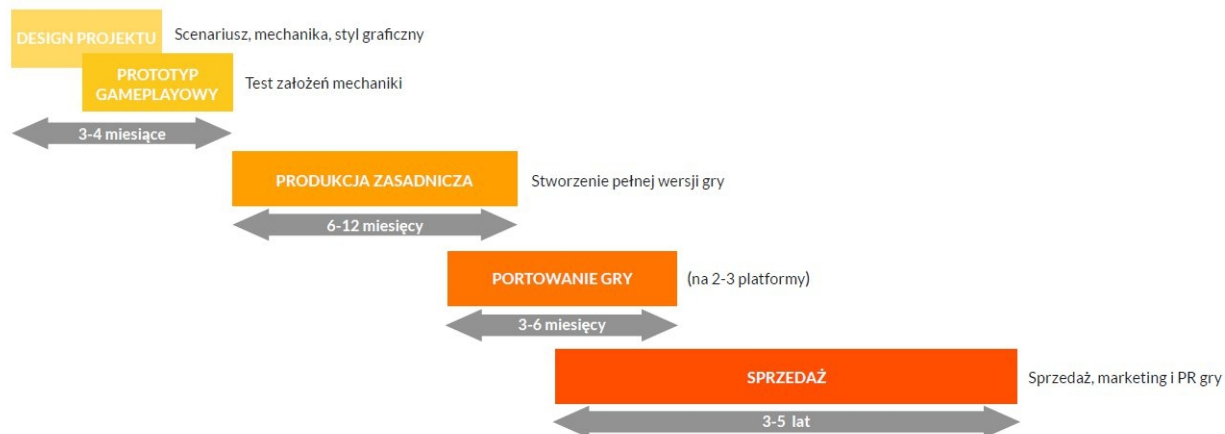 DESIGN PROJEKTU
Scenariusz, mechanika, styl graficzny
PROTOTYP
GAMEPLAYOWY
Test założeń mechaniki
3-4 miesiące
PRODUKCJA ZASADNICZA
Stworzenie pełnej wersji gry
6-12 miesięcy
PORTOWANIE GRY
(na 2-3 platformy)
3-6 miesięcy
SPRZEDAŻ
Sprzedaż, marketing i PR gry
3-5 lat